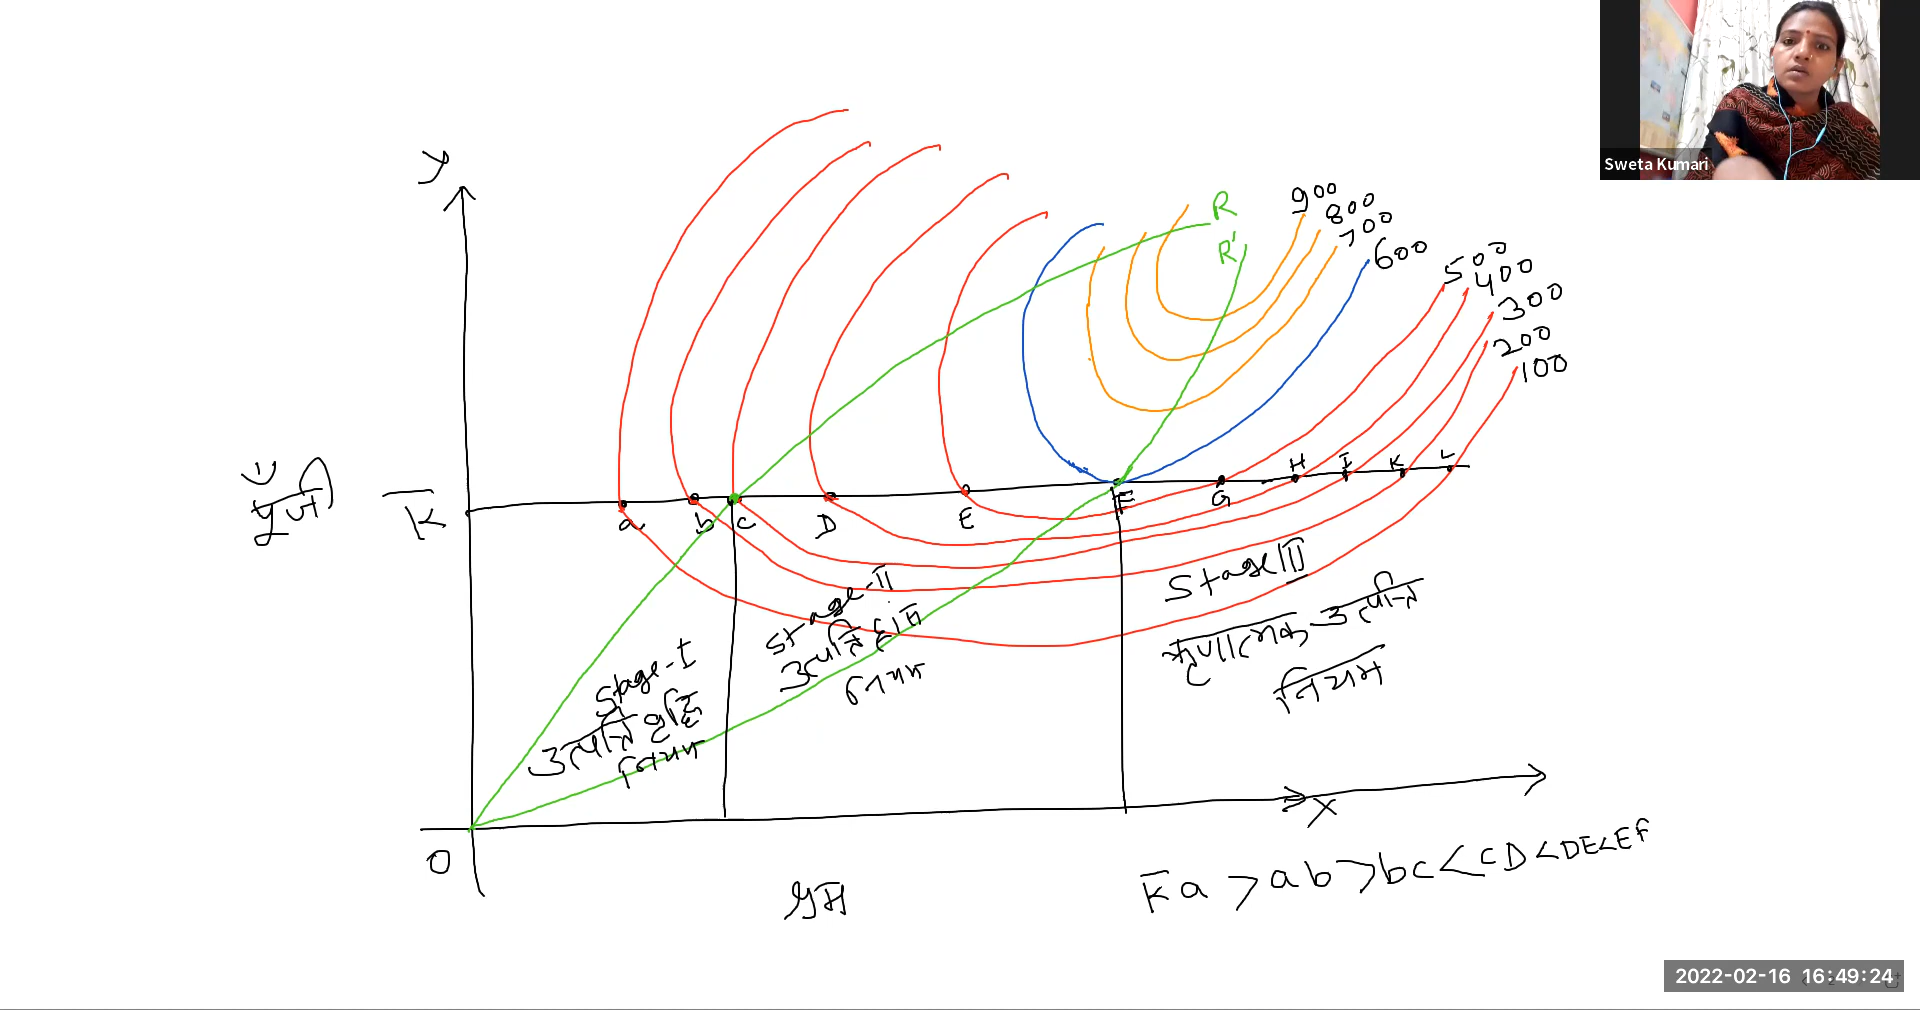 Sweta Kumari
y
R
R'
900
800
700
600
500
400
300
200
100
पूंजी
K̅
a
b
C
D
E
F
G
H
I
K
L
Stage-I
उत्पत्ति वृद्धि
नियम
Stage-II
उत्पत्ति ह्रास
नियम
Stage III
ऋणात्मक उत्पत्ति
नियम
O
X
श्रम
K̅a > ab > bc < CD < DE < EF
2022-02-16 16:49:24